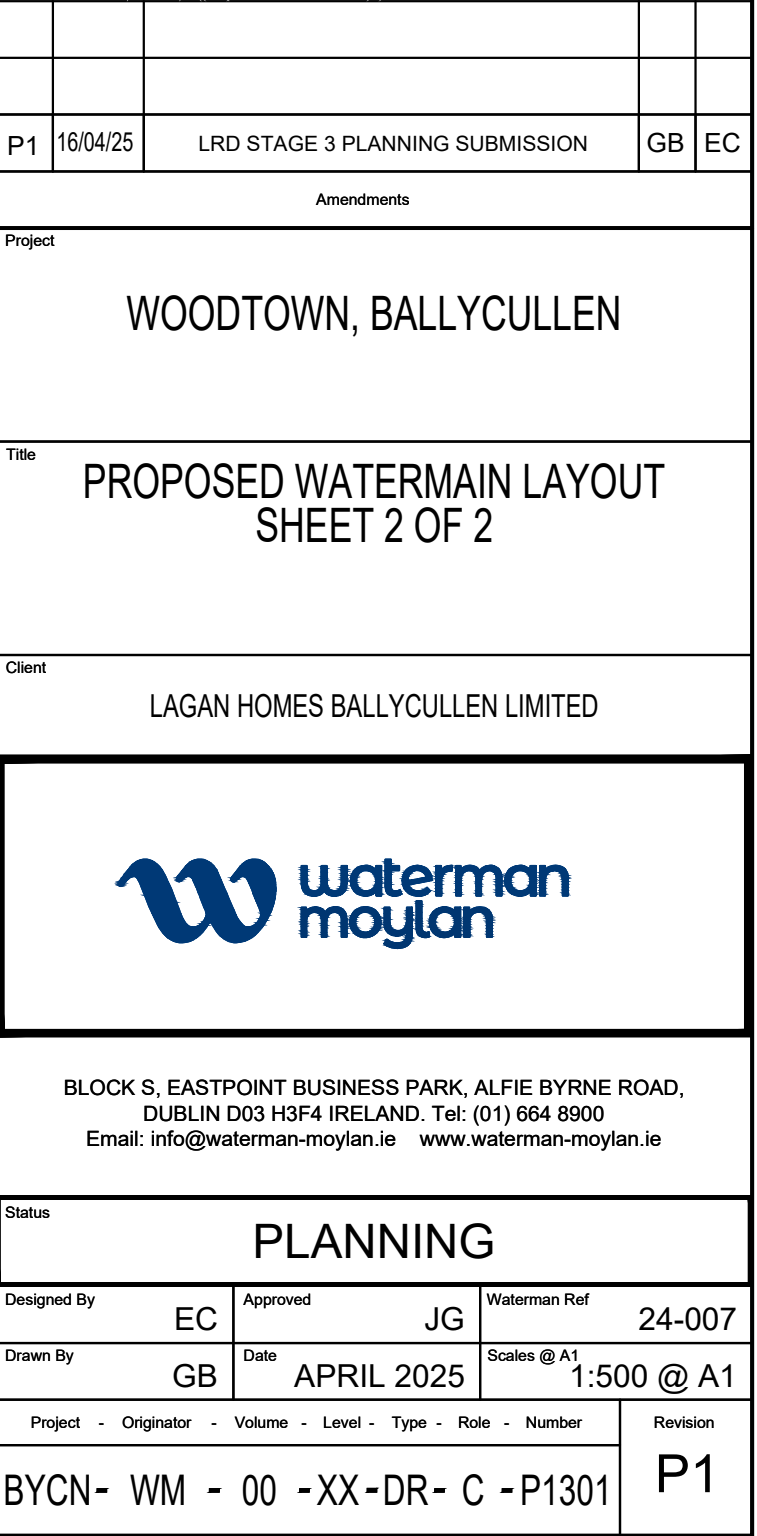 P1 16/04/25 LRD STAGE 3 PLANNING SUBMISSION GB EC
Amendments
Project
WOODTOWN, BALLYCULLEN
Title
PROPOSED WATERMAIN LAYOUT
SHEET 2 OF 2
Client
LAGAN HOMES BALLYCULLEN LIMITED
waterman
moylan
BLOCK S, EASTPOINT BUSINESS PARK, ALFIE BYRNE ROAD,
DUBLIN D03 H3F4 IRELAND. Tel: (01) 664 8900
Email: info@waterman-moylan.ie www.waterman-moylan.ie
Status
PLANNING
Designed By EC Approved JG Waterman Ref 24-007
Drawn By GB Date APRIL 2025 Scales @ A1 1:500 @ A1
Project - Originator - Volume - Level - Type - Role - Number Revision
BYCN- WM - 00 -XX-DR- C -P1301 P1